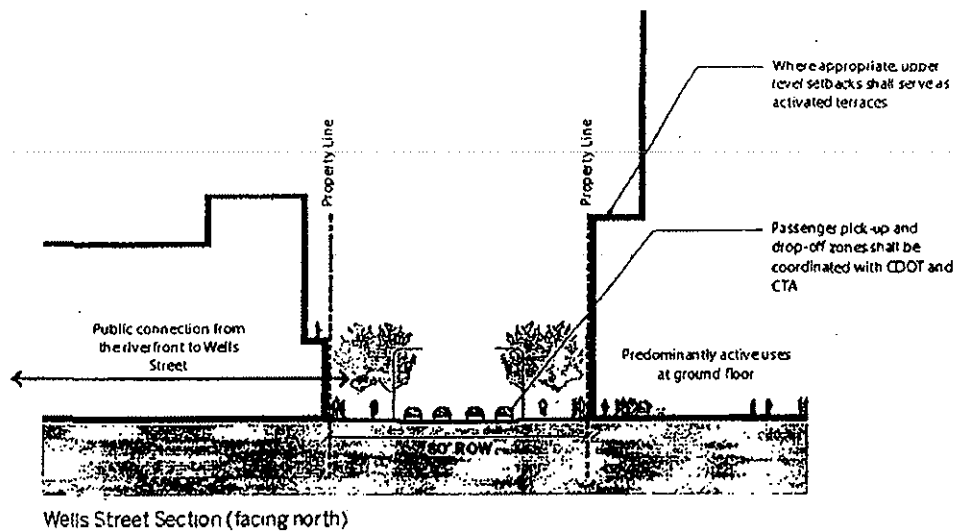 Where appropriate, upper
level setbacks shall serve as
activated terraces
Property Line
Property Line
Passenger pick-up and
drop-off zones shall be
coordinated with CDOT and
CTA
Public connection from
the riverfront to Wells
Street
Predominantly active uses
at ground floor
80' ROW
Wells Street Section (facing north)